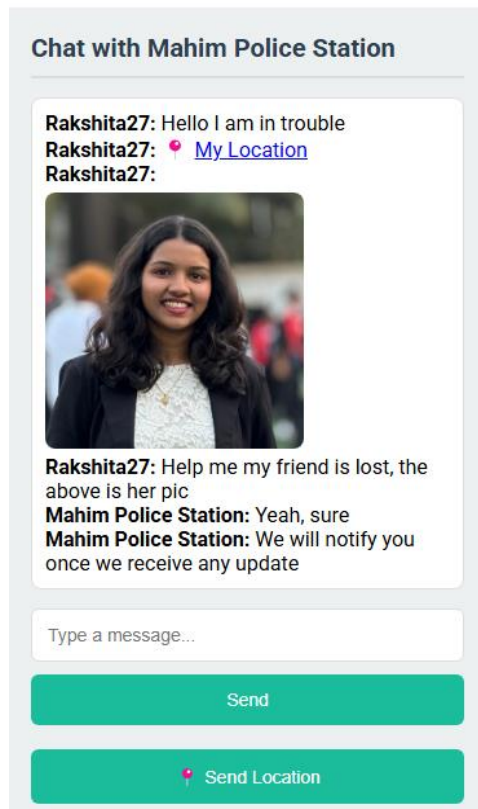 Chat with Mahim Police Station
Rakshita27: Hello I am in trouble
Rakshita27: 📍 My Location
Rakshita27:
Rakshita27: Help me my friend is lost, the
above is her pic
Mahim Police Station: Yeah, sure
Mahim Police Station: We will notify you
once we receive any update
Type a message...
Send
📍 Send Location